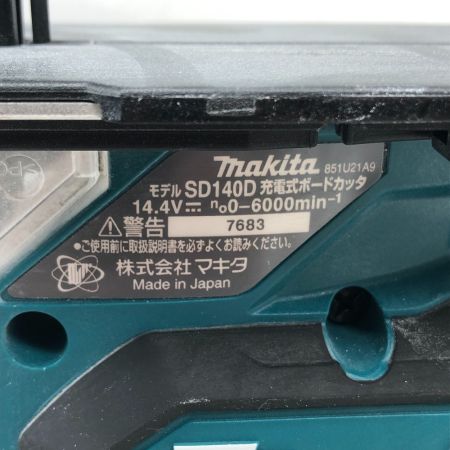 makita 851U21A9
モデル SD140D 充電式ボードカッタ
14.4V⎓ n₀0-6000min⁻¹
⚠警告 7683
●ご使用前に取扱説明書を必ずよくお読みください。
株式会社マキタ
Made in Japan